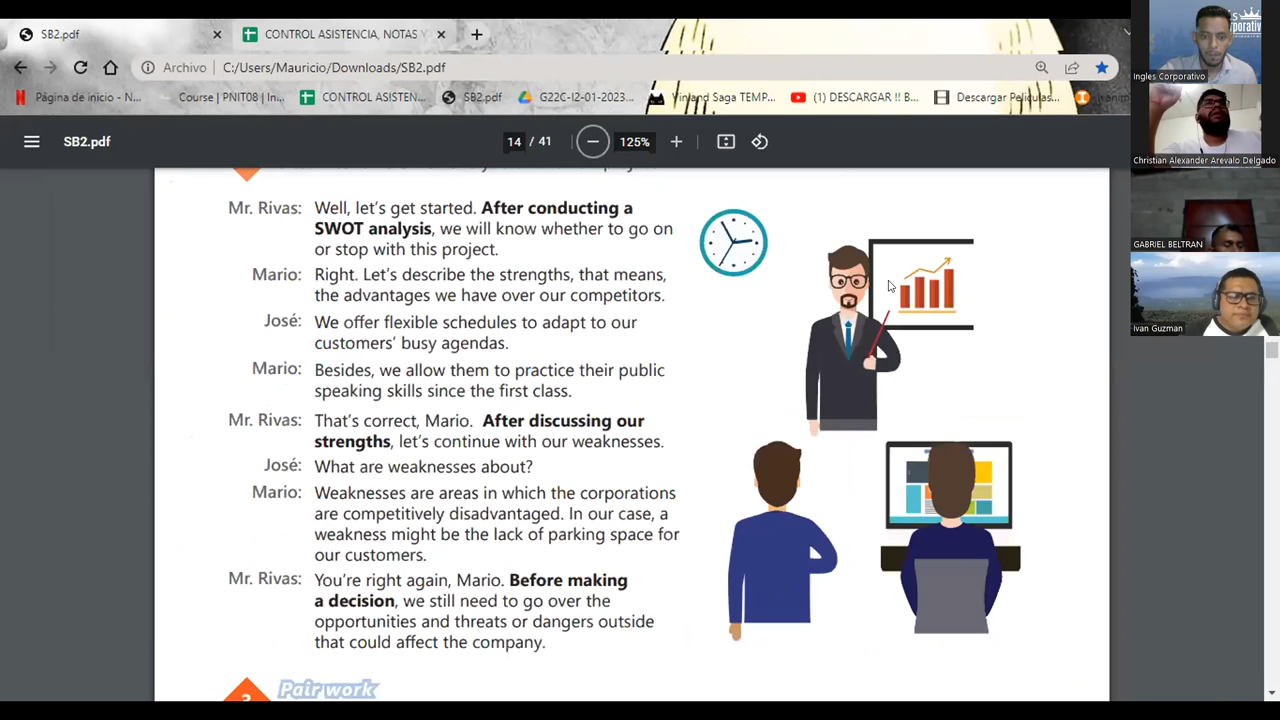 SB2.pdf
CONTROL ASISTENCIA, NOTAS Y
Archivo
C:/Users/Mauricio/Downloads/SB2.pdf
Página de inicio - N...
Course | PNIT08 | In...
CONTROL ASISTEN...
SB2.pdf
G22C-I2-01-2023...
Vinland Saga TEMP...
(1) DESCARGAR !! B...
Descargar Peliculas...
SB2.pdf
14 / 41
125%
Mr. Rivas: Well, let's get started. After conducting a
SWOT analysis, we will know whether to go on
or stop with this project.
Mario: Right. Let's describe the strengths, that means,
the advantages we have over our competitors.
José: We offer flexible schedules to adapt to our
customers' busy agendas.
Mario: Besides, we allow them to practice their public
speaking skills since the first class.
Mr. Rivas: That's correct, Mario. After discussing our
strengths, let's continue with our weaknesses.
José: What are weaknesses about?
Mario: Weaknesses are areas in which the corporations
are competitively disadvantaged. In our case, a
weakness might be the lack of parking space for
our customers.
Mr. Rivas: You're right again, Mario. Before making
a decision, we still need to go over the
opportunities and threats or dangers outside
that could affect the company.
3
Pair work
Ingles Corporativo
Christian Alexander Arevalo Delgado
GABRIEL BELTRAN
Ivan Guzman